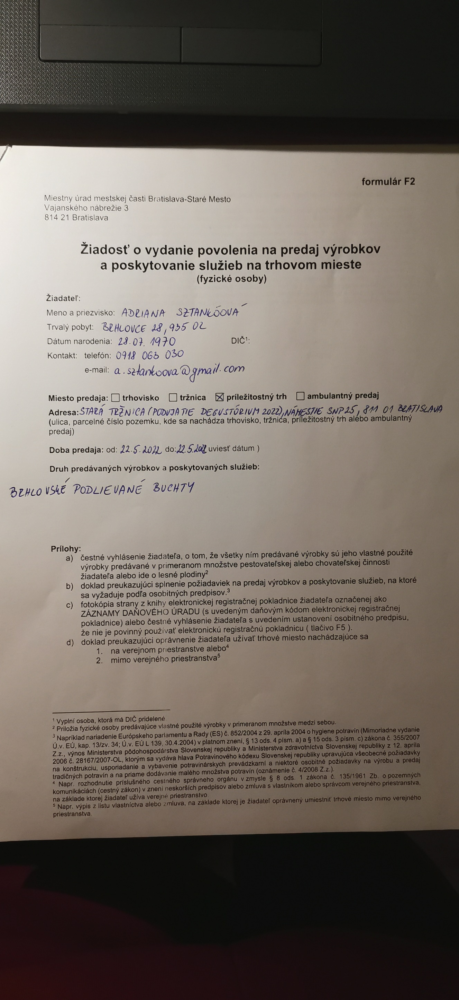 formulár F2
Miestny úrad mestskej časti Bratislava-Staré Mesto
Vajanského nábrežie 3
814 21 Bratislava
Žiadosť o vydanie povolenia na predaj výrobkov
a poskytovanie služieb na trhovom mieste
(fyzické osoby)
Žiadateľ:
Meno a priezvisko: ADRIANA SZTANKÓOVÁ
Trvalý pobyt: BRHLOVCE 28, 935 02
Dátum narodenia: 28.07. 1970 DIČ¹:
Kontakt: telefón: 0918 063 030
e-mail: a.sztankoova@gmail.com
Miesto predaja: ☐ trhovisko ☐ tržnica ☒ príležitostný trh ☐ ambulantný predaj
Adresa: STARÁ TRŽNICA (PODUJATIE DEGUSTÓRIUM 2022), NÁMESTIE SNP 25, 811 01 BRATISLAVA
(ulica, parcelné číslo pozemku, kde sa nachádza trhovisko, tržnica, príležitostný trh alebo ambulantný
predaj)
Doba predaja: od: 22.5.2022 do: 22.5.2022 uviesť dátum )
Druh predávaných výrobkov a poskytovaných služieb:
BRHLOVSKÉ PODLIEVANÉ BUCHTY
Prílohy:
a) čestné vyhlásenie žiadateľa, o tom, že všetky ním predávané výrobky sú jeho vlastné použité
výrobky predávané v primeranom množstve pestovateľskej alebo chovateľskej činnosti
žiadateľa alebo ide o lesné plodiny²
b) doklad preukazujúci splnenie požiadaviek na predaj výrobkov a poskytovanie služieb, na ktoré
sa vyžaduje podľa osobitných predpisov.³
c) fotokópia strany z knihy elektronickej registračnej pokladnice žiadateľa označenej ako
ZÁZNAMY DAŇOVÉHO ÚRADU (s uvedeným daňovým kódom elektronickej registračnej
pokladnice) alebo čestné vyhlásenie žiadateľa s uvedením ustanovení osobitného predpisu,
že nie je povinný používať elektronickú registračnú pokladnicu ( tlačivo F5 ).
d) doklad preukazujúci oprávnenie žiadateľa užívať trhové miesto nachádzajúce sa
1. na verejnom priestranstve alebo⁴
2. mimo verejného priestranstva⁵
¹ Vyplní osoba, ktorá má DIČ pridelené.
² Priložia fyzické osoby predávajúce vlastné použité výrobky v primeranom množstve medzi sebou.
³ Napríklad nariadenie Európskeho parlamentu a Rady (ES) č. 852/2004 z 29. apríla 2004 o hygiene potravín (Mimoriadne vydanie
Ú.v. EÚ, kap. 13/zv. 34; Ú.v. EÚ L 139, 30.4.2004) v platnom znení, § 13 ods. 4 písm. a) a § 15 ods. 3 písm. c) zákona č. 355/2007
Z.z., výnos Ministerstva pôdohospodárstva Slovenskej republiky a Ministerstva zdravotníctva Slovenskej republiky z 12. apríla
2006 č. 28167/2007-OL, ktorým sa vydáva hlava Potravinového kódexu Slovenskej republiky upravujúca všeobecné požiadavky
na konštrukciu, usporiadanie a vybavenie potravinárskych prevádzkarní a niektoré osobitné požiadavky na výrobu a predaj
tradičných potravín a na priame dodávanie malého množstva potravín (oznámenie č. 4/2008 Z.z.).
⁴ Napr. rozhodnutie príslušného cestného správneho orgánu v zmysle § 8 ods. 1 zákona č. 135/1961 Zb. o pozemných
komunikáciách (cestný zákon) v znení neskorších predpisov alebo zmluva s vlastníkom alebo správcom verejného priestranstva,
na základe ktorej žiadateľ užíva verejné priestranstvo.
⁵ Napr. výpis z listu vlastníctva alebo zmluva, na základe ktorej je žiadateľ oprávnený umiestniť trhové miesto mimo verejného
priestranstva.